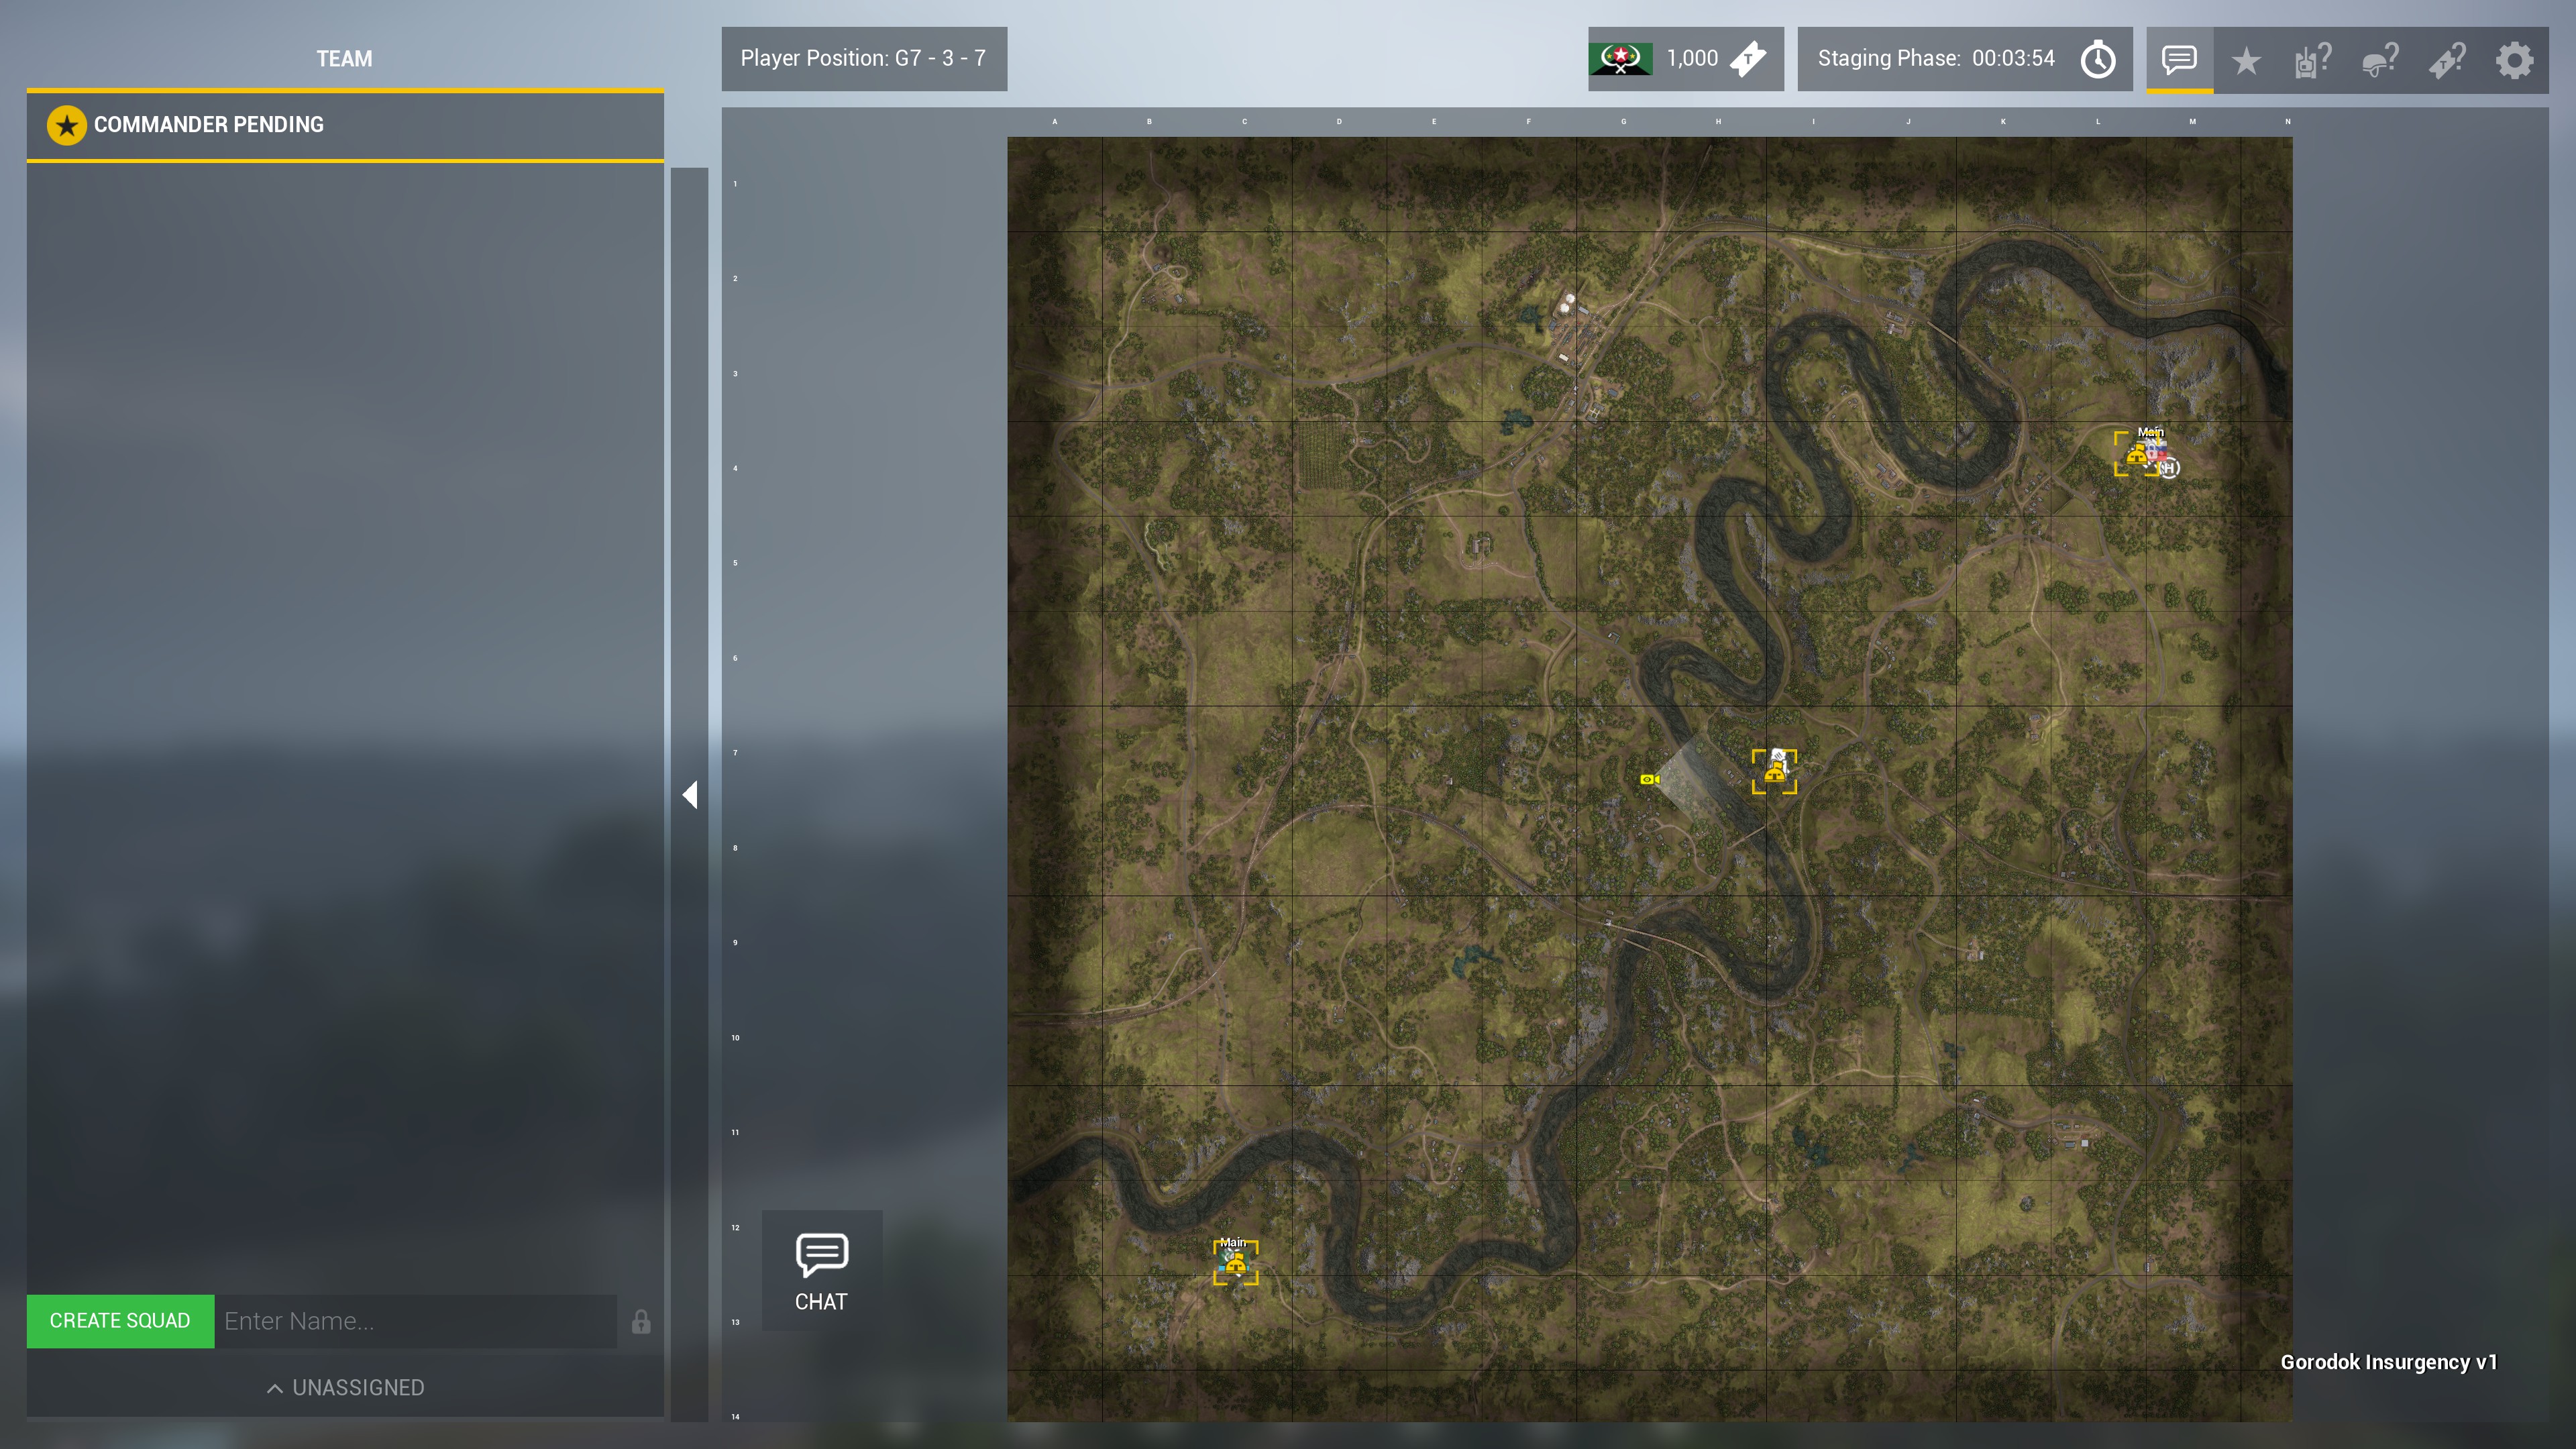 TEAM
Player Position: G7 - 3 - 7
1,000
Staging Phase: 00:03:54
COMMANDER PENDING
A B C D E F G H I J K L M N
1
2
3
4
Main
H
5
6
7
8
9
10
11
12
Main
13
14
CHAT
CREATE SQUAD Enter Name...
UNASSIGNED
Gorodok Insurgency v1